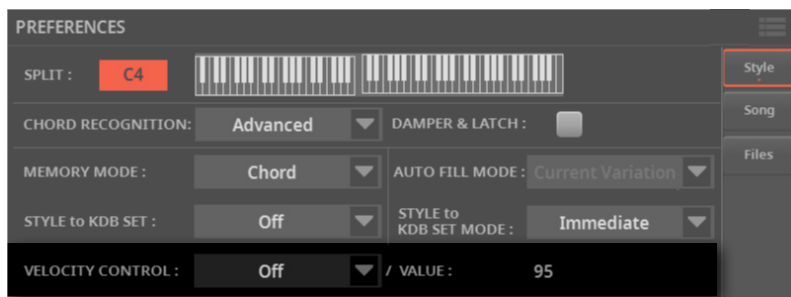 PREFERENCES
SPLIT : C4
Style
CHORD RECOGNITION: Advanced DAMPER & LATCH :
Song
MEMORY MODE : Chord AUTO FILL MODE : Current Variation
Files
STYLE to KDB SET : Off STYLE to
KDB SET MODE : Immediate
VELOCITY CONTROL : Off / VALUE : 95